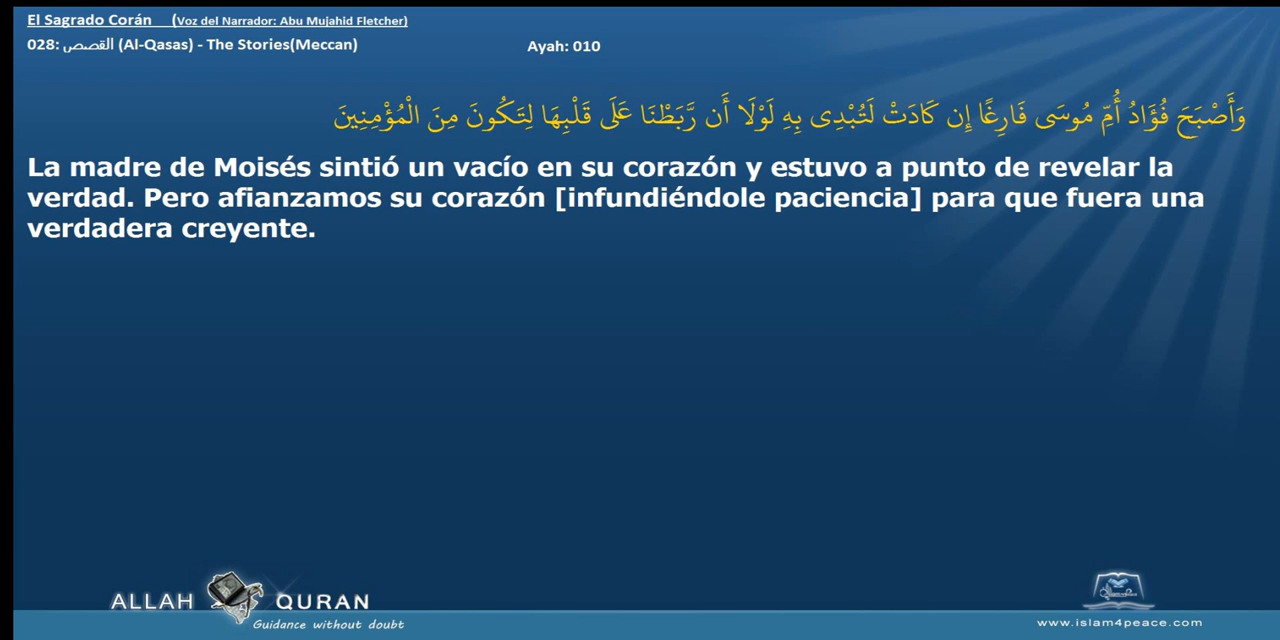 El Sagrado Corán (Voz del Narrador: Abu Mujahid Fletcher)
028: القصص (Al-Qasas) - The Stories(Meccan) Ayah: 010
وَأَصْبَحَ فُؤَادُ أُمِّ مُوسَى فَارِغًا إِن كَادَتْ لَتُبْدِى بِهِ لَوْلَا أَن رَّبَطْنَا عَلَى قَلْبِهَا لِتَكُونَ مِنَ الْمُؤْمِنِينَ
La madre de Moisés sintió un vacío en su corazón y estuvo a punto de revelar la
verdad. Pero afianzamos su corazón [infundiéndole paciencia] para que fuera una
verdadera creyente.
ALLAH QURAN
Guidance without doubt
www.islam4peace.com